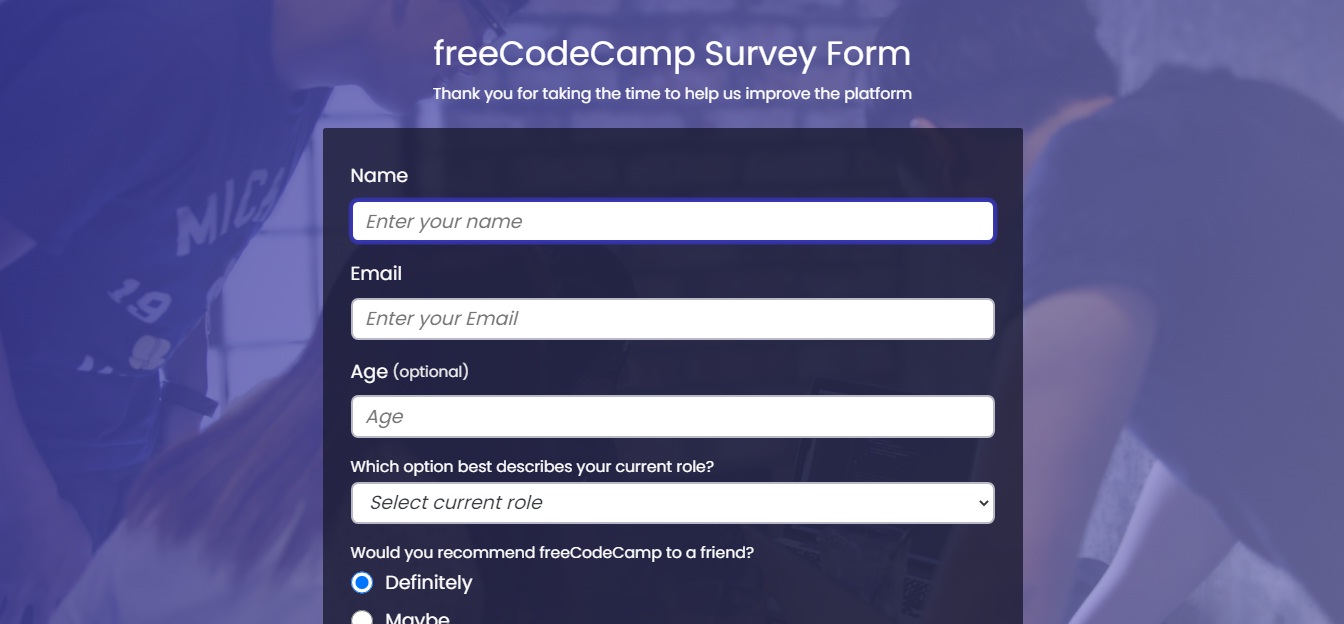 freeCodeCamp Survey Form
Thank you for taking the time to help us improve the platform
Name
Enter your name
Email
Enter your Email
Age (optional)
Age
Which option best describes your current role?
Select current role
Would you recommend freeCodeCamp to a friend?
Definitely
Maybe
MICH
19